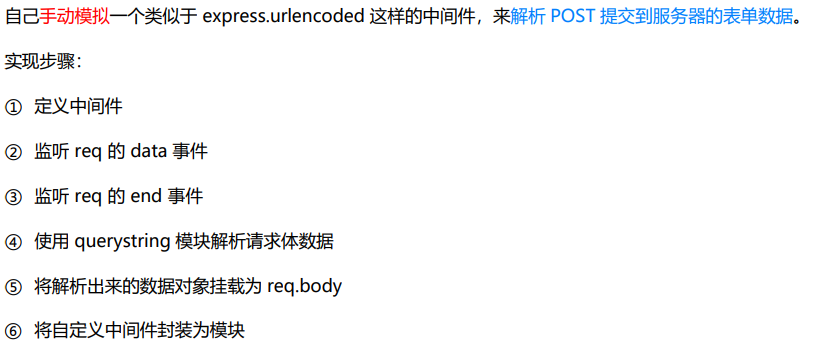 自己手动模拟一个类似于 express.urlencoded 这样的中间件，来解析 POST 提交到服务器的表单数据。
实现步骤：
① 定义中间件
② 监听 req 的 data 事件
③ 监听 req 的 end 事件
④ 使用 querystring 模块解析请求体数据
⑤ 将解析出来的数据对象挂载为 req.body
⑥ 将自定义中间件封装为模块